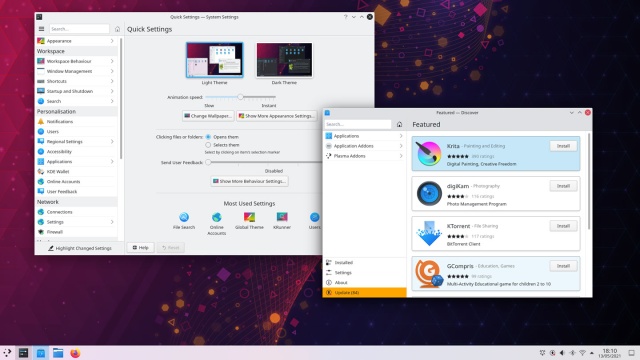 Quick Settings — System Settings
Search...
Quick Settings
Appearance
Workspace
Workspace Behaviour
Window Management
Shortcuts
Startup and Shutdown
Search
Personalisation
Notifications
Users
Regional Settings
Accessibility
Applications
KDE Wallet
Online Accounts
User Feedback
Network
Connections
Settings
Firewall
Highlight Changed Settings
Light Theme
Dark Theme
Animation speed:
Slow
Instant
Change Wallpaper...
Show More Appearance Settings...
Clicking files or folders:
Opens them
Selects them
Select by clicking on item's selection marker
Send User Feedback:
Disabled
Show More Behaviour Settings...
Most Used Settings
File Search
Online Accounts
Global Theme
KRunner
Users
Help
Reset
Featured — Discover
Search...
Featured
Applications
Application Addons
Plasma Addons
Installed
Settings
About
Krita - Painting and Editing
Install
Digital Painting, Creative Freedom
digiKam - Photography
Install
Photo Management Program
KTorrent - File Sharing
Install
BitTorrent Client
GCompris - Education, Games
Install
Multi-Activity Educational game for children 2 to 10
18:10
13/05/2021